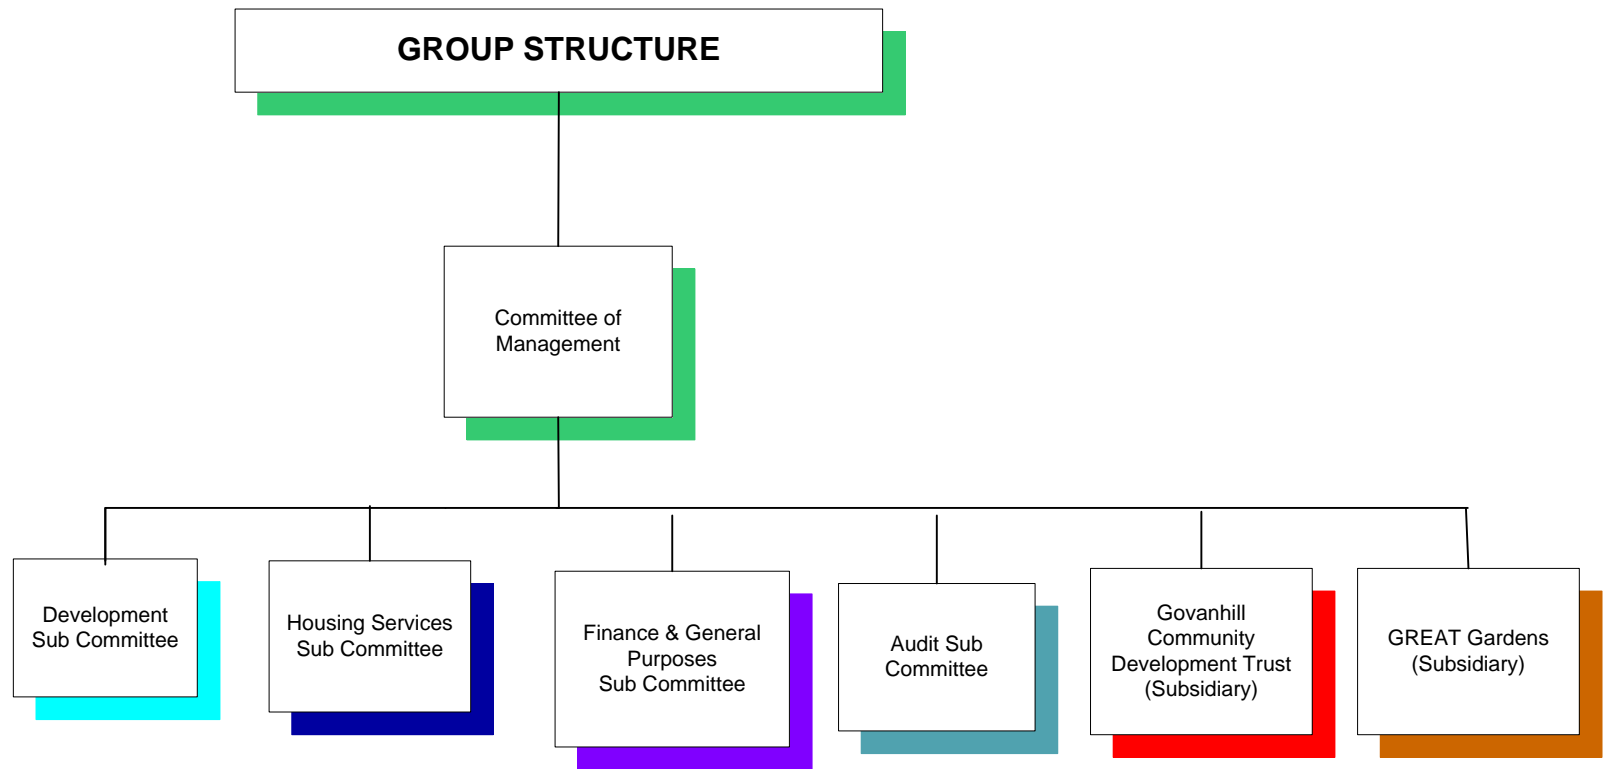 GROUP STRUCTURE
Committee of
Management
Development
Sub Committee
Housing Services
Sub Committee
Finance & General
Purposes
Sub Committee
Audit Sub
Committee
Govanhill
Community
Development Trust
(Subsidiary)
GREAT Gardens
(Subsidiary)